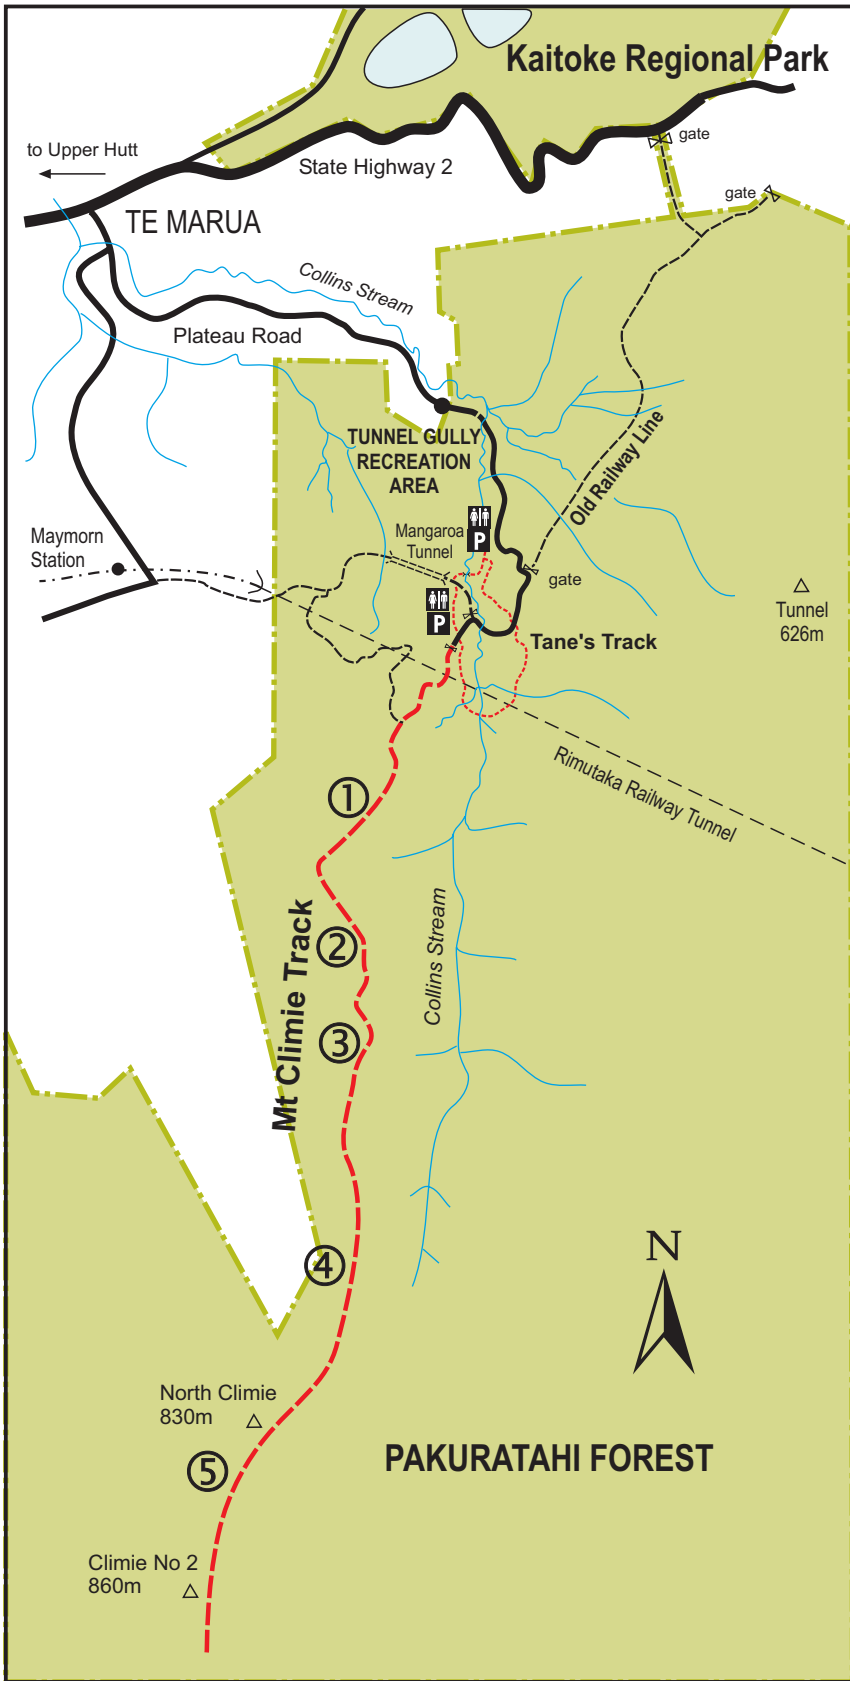 Kaitoke Regional Park
to Upper Hutt
State Highway 2
gate
gate
TE MARUA
Collins Stream
Plateau Road
TUNNEL GULLY
RECREATION
AREA
Old Railway Line
Maymorn
Station
Mangaroa
Tunnel
P
gate
P
Tunnel
626m
Tane's Track
Rimutaka Railway Tunnel
1
Mt Climie Track
2
Collins Stream
3
4
N
North Climie
830m
PAKURATAHI FOREST
5
Climie No 2
860m